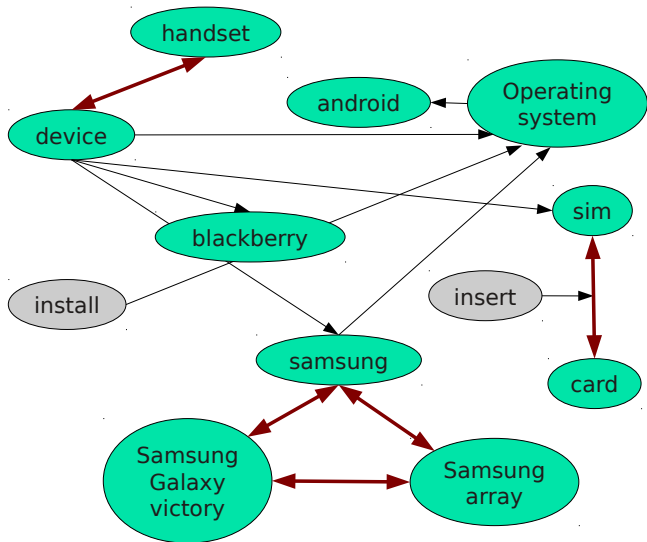 handset
android
Operating
system
device
sim
blackberry
install
insert
samsung
card
Samsung
Galaxy
victory
Samsung
array